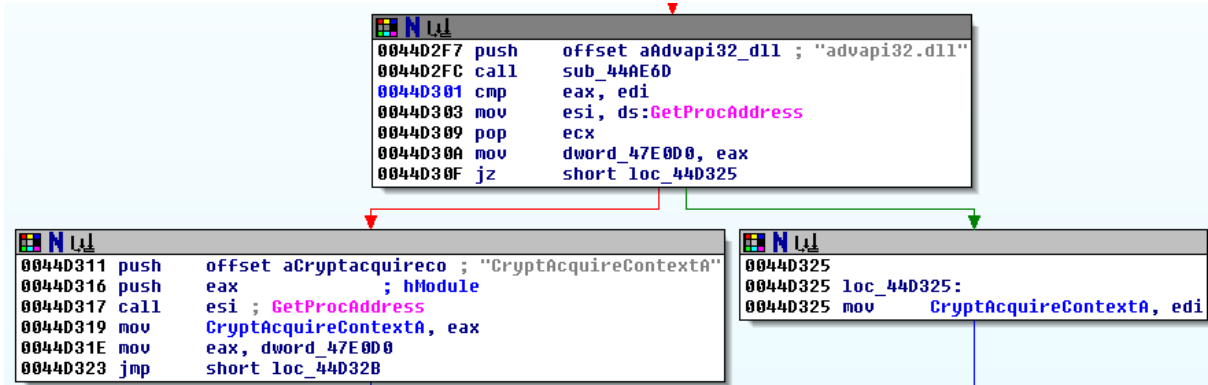 N
0044D2F7 push offset aAdvapi32_dll ; "advapi32.dll"
0044D2FC call sub_44AE6D
0044D301 cmp eax, edi
0044D303 mov esi, ds:GetProcAddress
0044D309 pop ecx
0044D30A mov dword_47E0D0, eax
0044D30F jz short loc_44D325
N
0044D311 push offset aCryptacquireco ; "CryptAcquireContextA"
0044D316 push eax ; hModule
0044D317 call esi ; GetProcAddress
0044D319 mov CryptAcquireContextA, eax
0044D31E mov eax, dword_47E0D0
0044D323 jmp short loc_44D32B
N
0044D325
0044D325 loc_44D325:
0044D325 mov CryptAcquireContextA, edi